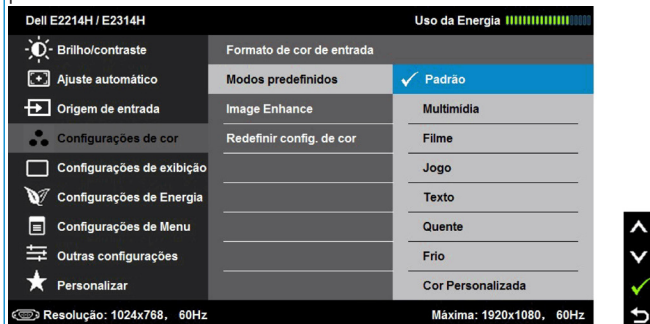 Dell E2214H / E2314H Uso da Energia
Brilho/contraste Formato de cor de entrada
Ajuste automático Modos predefinidos Padrão
Origem de entrada Image Enhance Multimídia
Configurações de cor Redefinir config. de cor Filme
Configurações de exibição Jogo
Configurações de Energia Texto
Configurações de Menu Quente
Outras configurações Frio
Personalizar Cor Personalizada
Resolução: 1024x768, 60Hz Máxima: 1920x1080, 60Hz